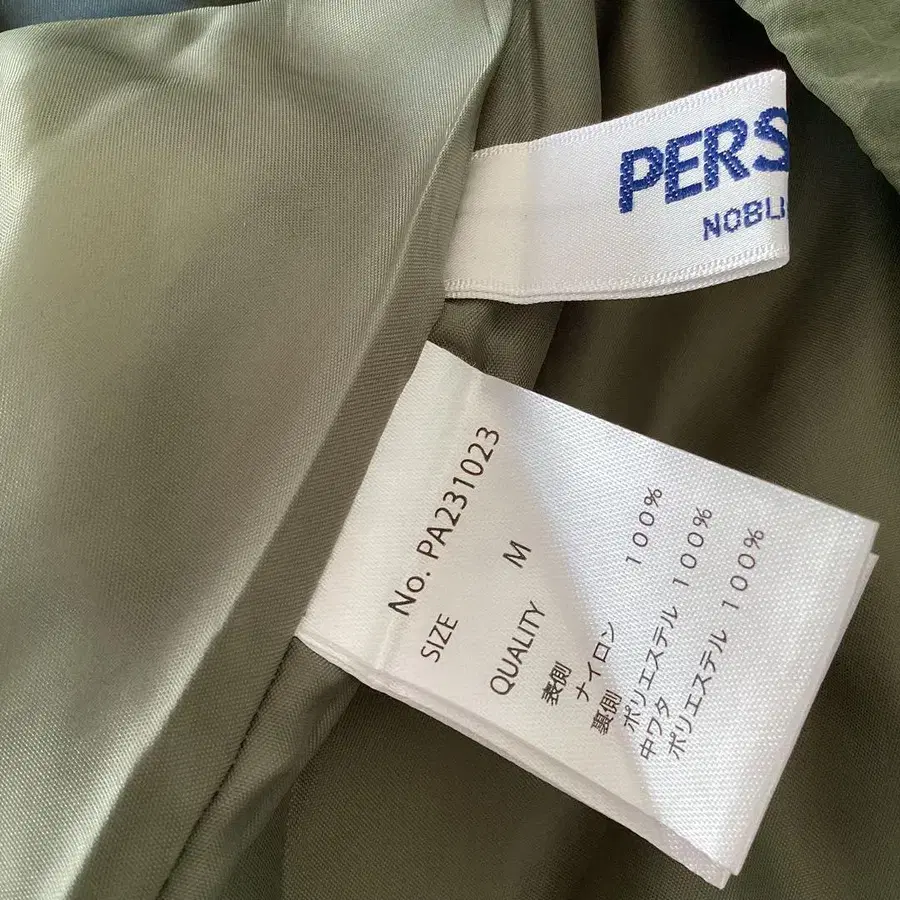 PERS
NOBL
No. PA231023
SIZE M
QUALITY
表側
ナイロン 100%
裏側
ポリエステル 100%
中ワタ
ポリエステル 100%